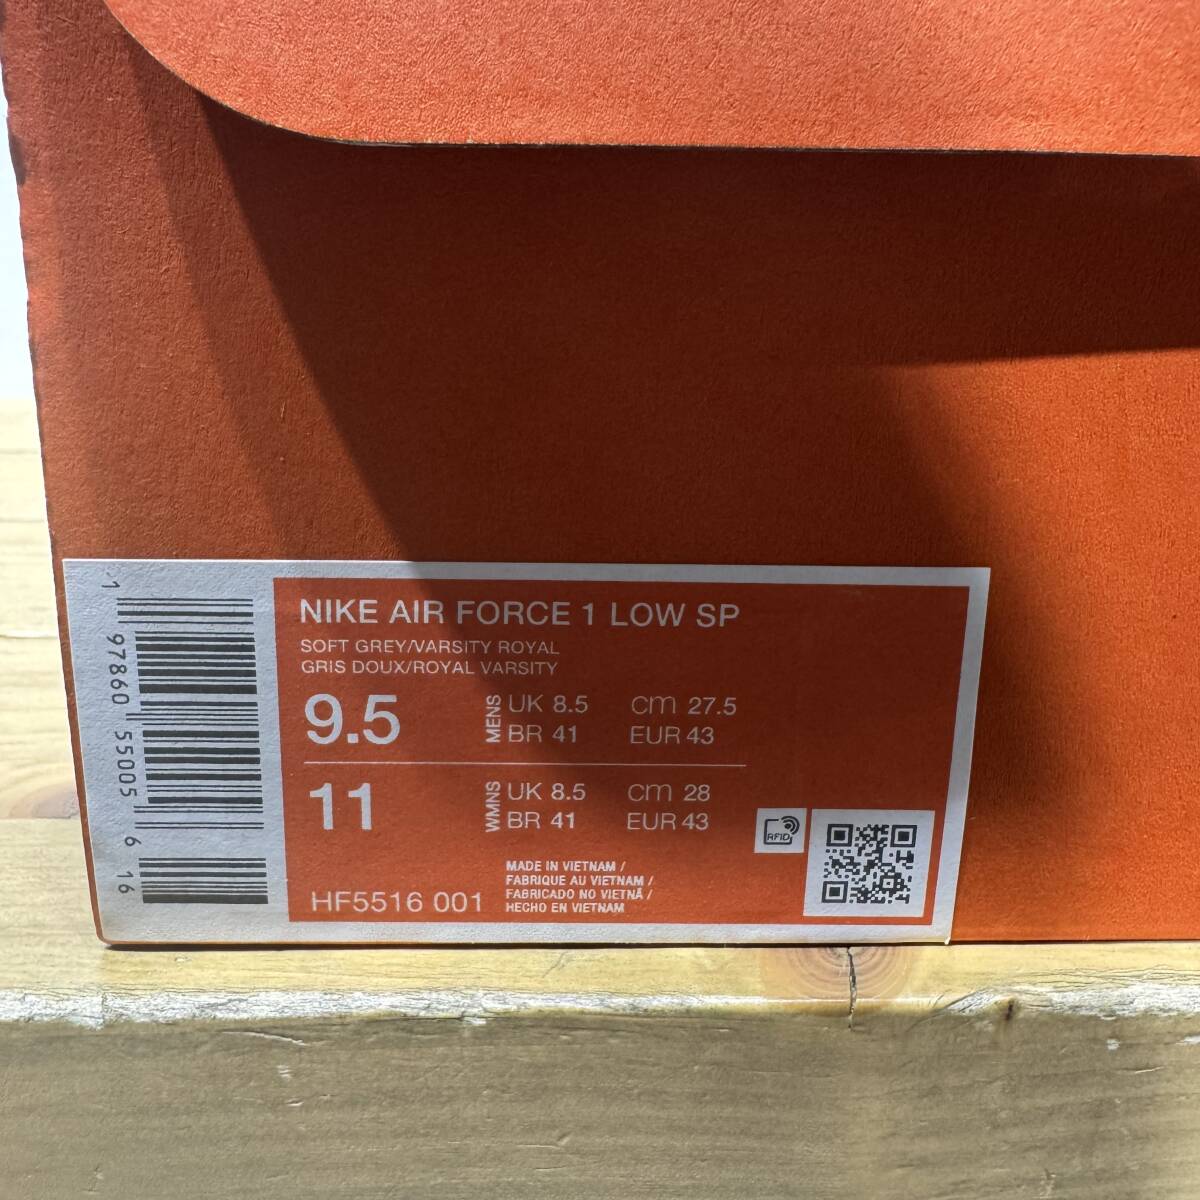 NIKE AIR FORCE 1 LOW SP
SOFT GREY/VARSITY ROYAL
GRIS DOUX/ROYAL VARSITY
9.5 MENS UK 8.5 cm 27.5
BR 41 EUR 43
11 WMNS UK 8.5 cm 28
BR 41 EUR 43
MADE IN VIETNAM /
FABRIQUE AU VIETNAM /
FABRICADO NO VIETNÃ /
HECHO EN VIETNAM
HF5516 001
RFID
1 97860 55005 6 16